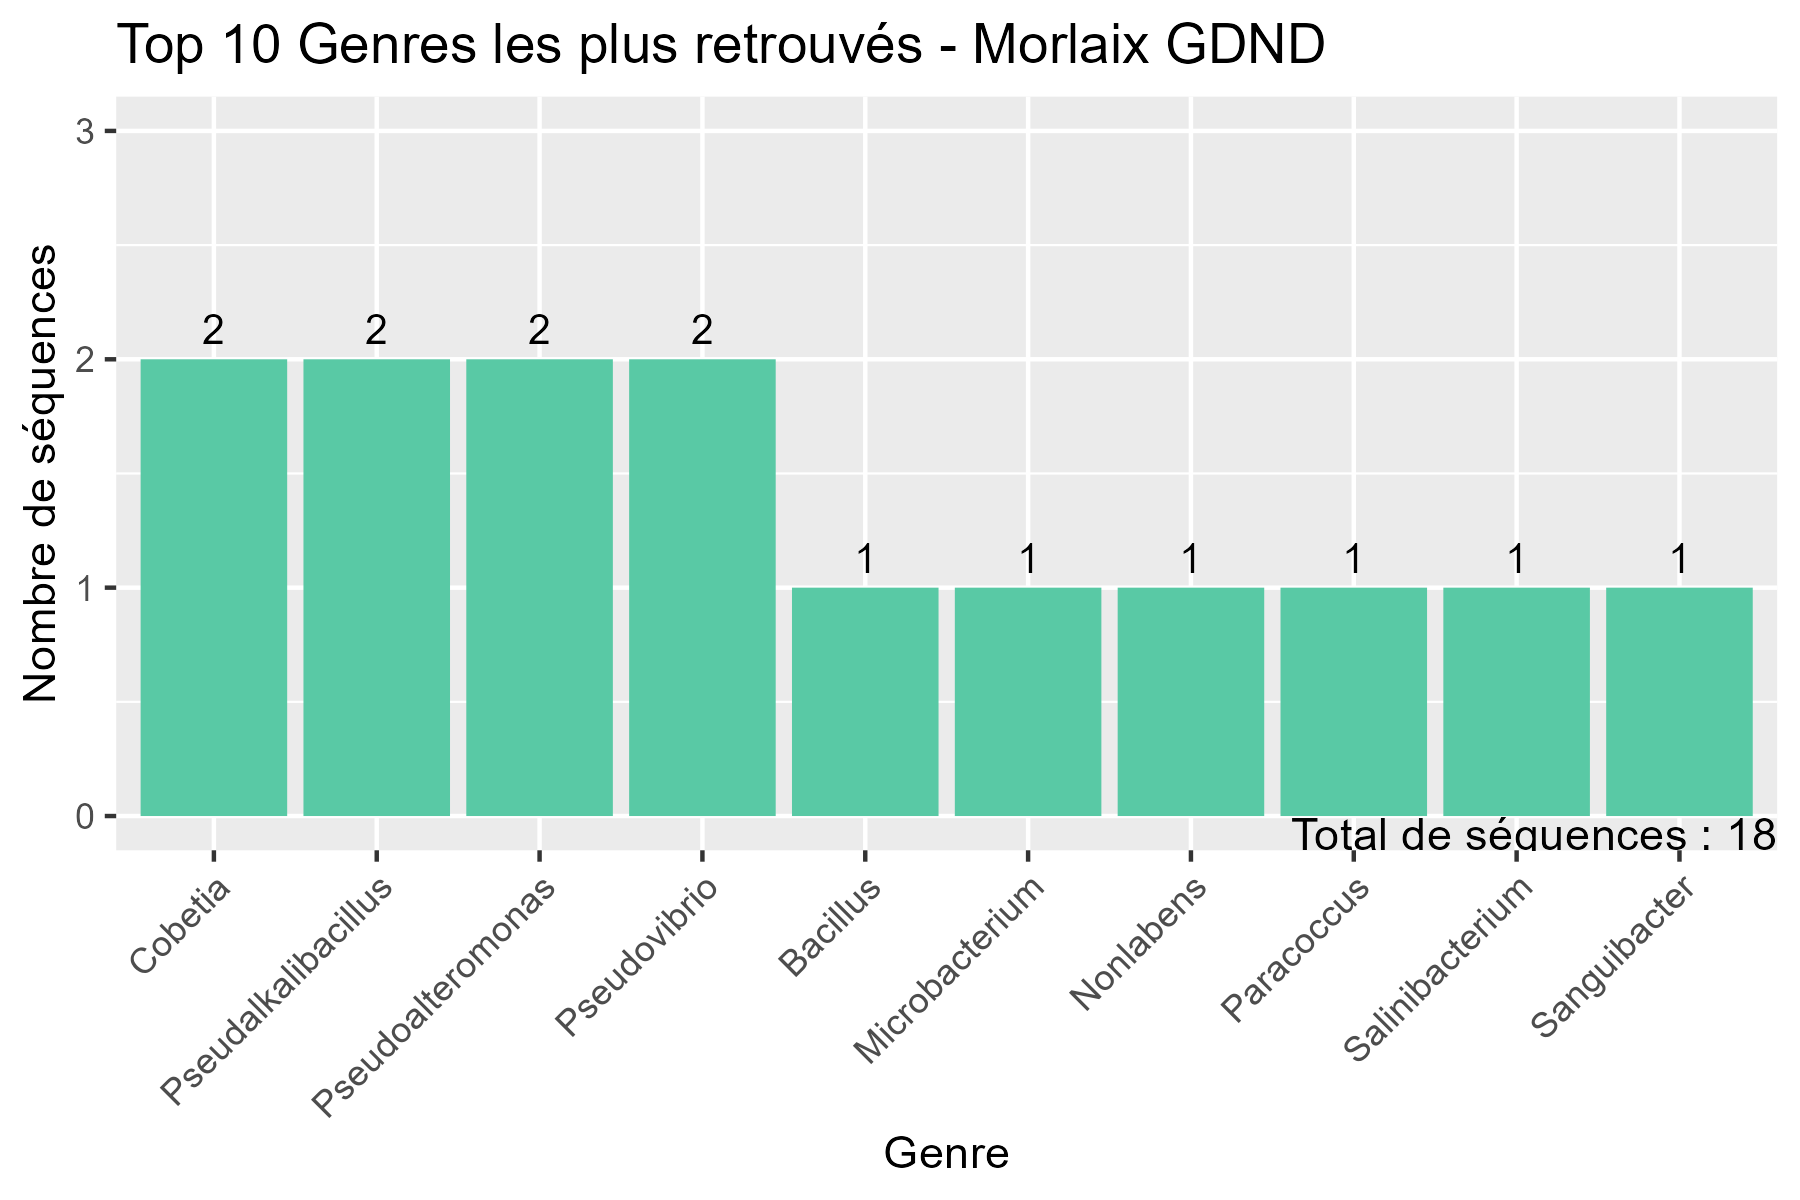 Top 10 Genres les plus retrouvés - Morlaix GDND
Nombre de séquences
3
2
1
0
2
2
2
2
1
1
1
1
1
1
Total de séquences : 18
Cobetia
Pseudalkalibacillus
Pseudoalteromonas
Pseudovibrio
Bacillus
Microbacterium
Nonlabens
Paracoccus
Salinibacterium
Sanguibacter
Genre